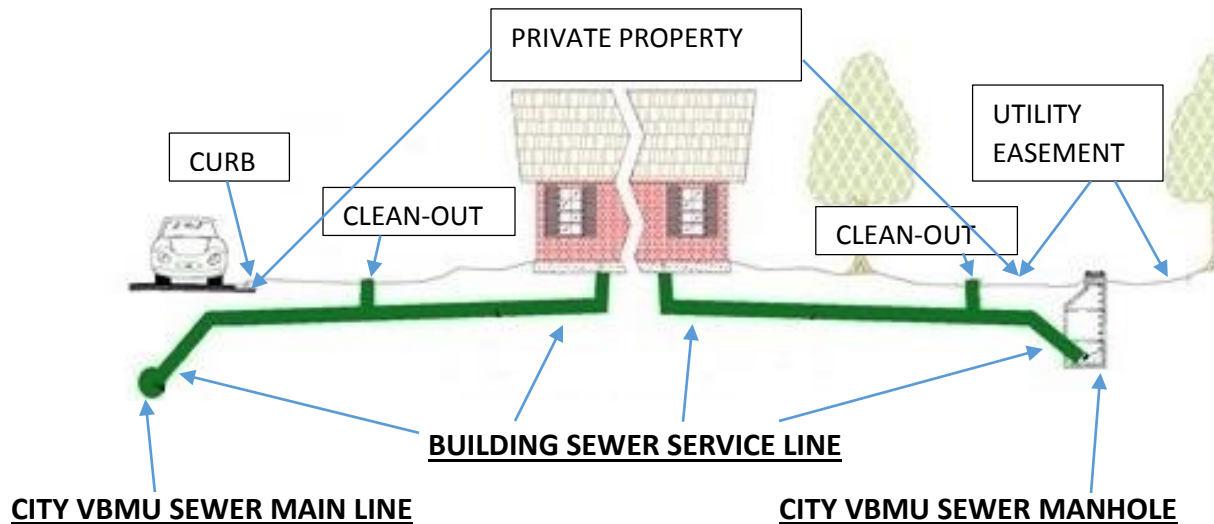 PRIVATE PROPERTY
UTILITY
EASEMENT
CURB
CLEAN-OUT
CLEAN-OUT
BUILDING SEWER SERVICE LINE
CITY VBMU SEWER MAIN LINE
CITY VBMU SEWER MANHOLE